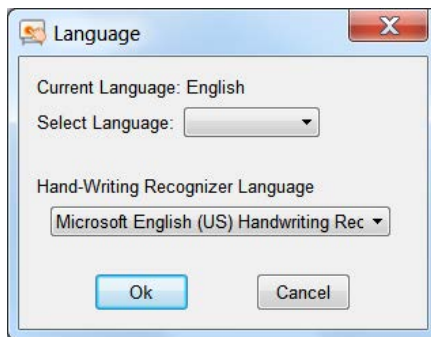 Language
Current Language: English
Select Language:
Hand-Writing Recognizer Language
Microsoft English (US) Handwriting Rec
Ok
Cancel